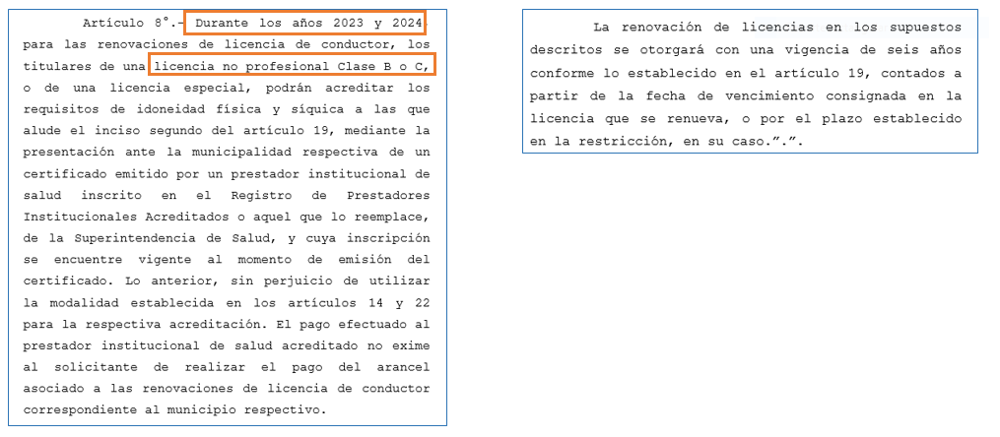 Artículo 8°.- Durante los años 2023 y 2024,
para las renovaciones de licencia de conductor, los
titulares de una licencia no profesional Clase B o C,
o de una licencia especial, podrán acreditar los
requisitos de idoneidad física y síquica a las que
alude el inciso segundo del artículo 19, mediante la
presentación ante la municipalidad respectiva de un
certificado emitido por un prestador institucional de
salud inscrito en el Registro de Prestadores
Institucionales Acreditados o aquel que lo reemplace,
de la Superintendencia de Salud, y cuya inscripción
se encuentre vigente al momento de emisión del
certificado. Lo anterior, sin perjuicio de utilizar
la modalidad establecida en los artículos 14 y 22
para la respectiva acreditación. El pago efectuado al
prestador institucional de salud acreditado no exime
al solicitante de realizar el pago del arancel
asociado a las renovaciones de licencia de conductor
correspondiente al municipio respectivo.
La renovación de licencias en los supuestos
descritos se otorgará con una vigencia de seis años
conforme lo establecido en el artículo 19, contados a
partir de la fecha de vencimiento consignada en la
licencia que se renueva, o por el plazo establecido
en la restricción, en su caso.”.”.